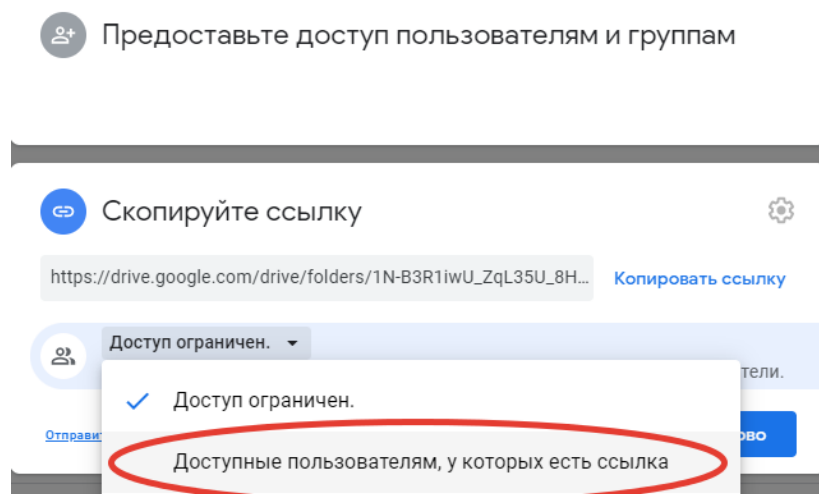 Предоставьте доступ пользователям и группам
Скопируйте ссылку
https://drive.google.com/drive/folders/1N-B3R1iwU_ZqL35U_8H...
Копировать ссылку
Доступ ограничен.
тели.
Доступ ограничен.
Отправит
ово
Доступные пользователям, у которых есть ссылка